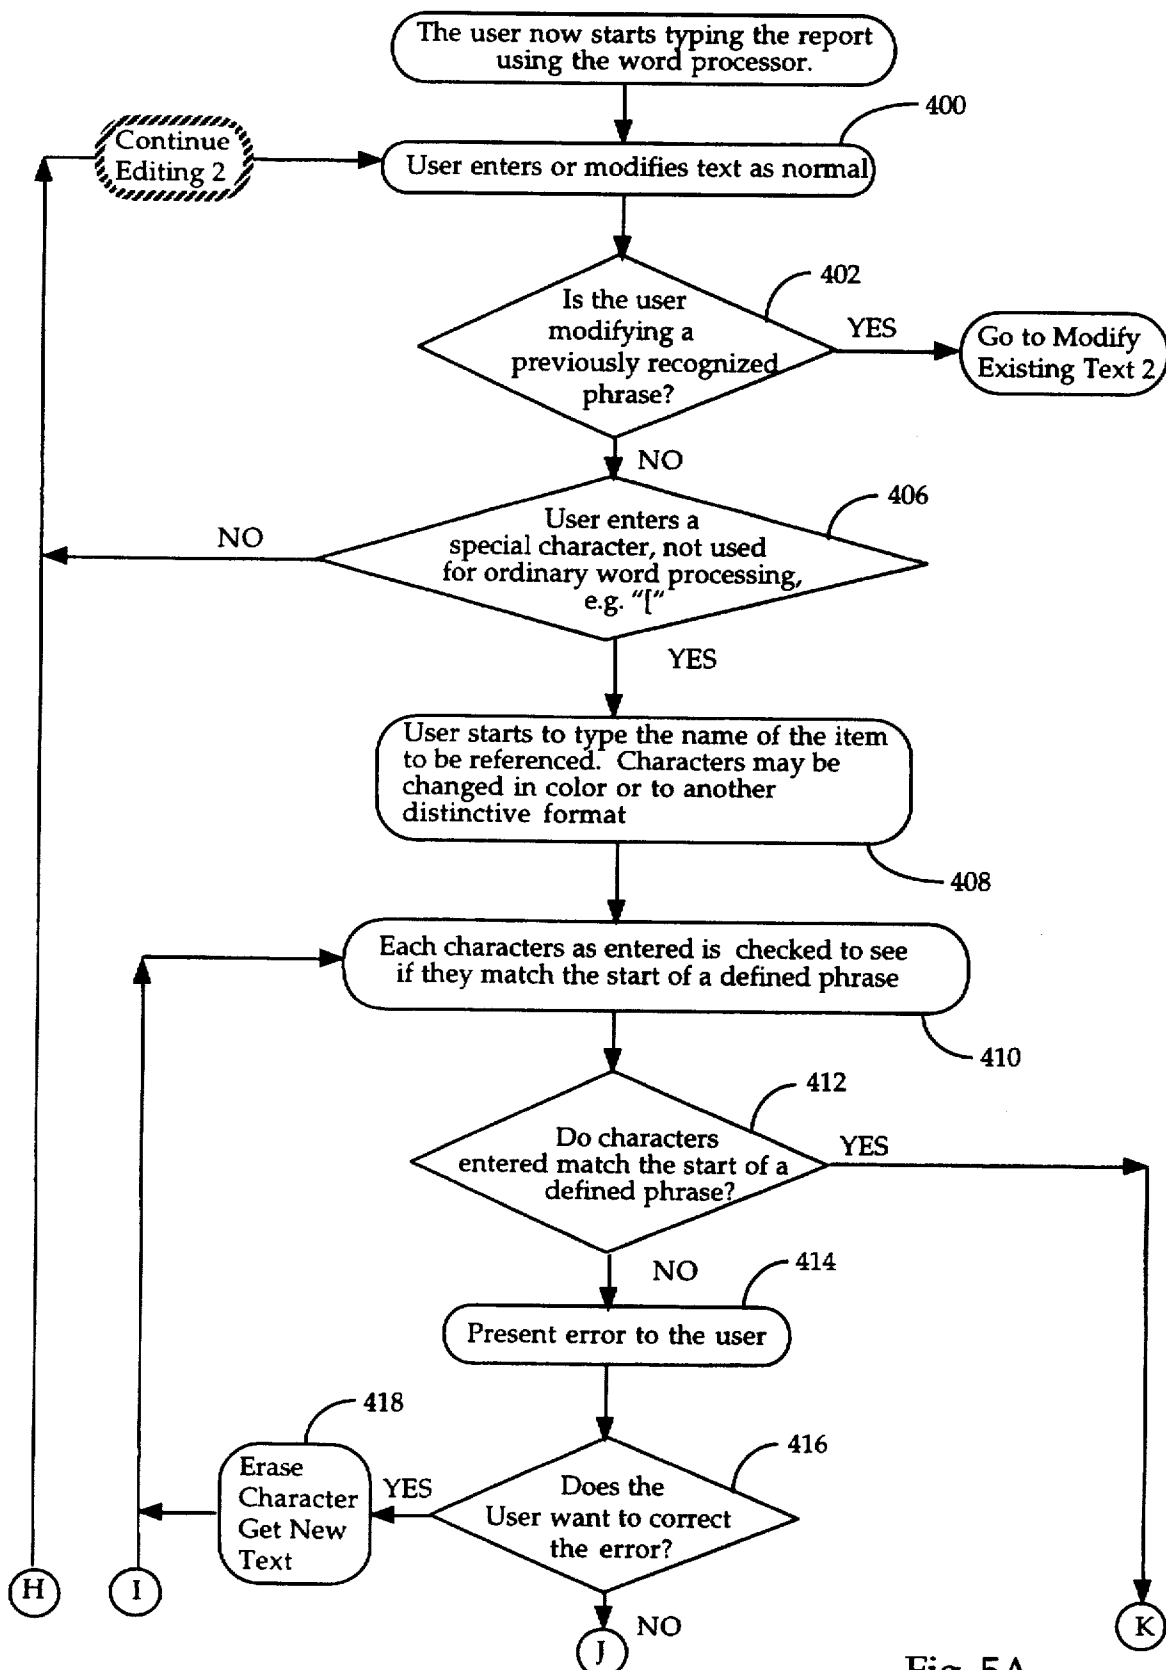 The user now starts typing the report
using the word processor.
400
Continue
Editing 2
User enters or modifies text as normal
402
Is the user
modifying a
previously recognized
phrase?
YES
Go to Modify
Existing Text 2
NO
406
User enters a
special character, not used
for ordinary word processing,
e.g. "["
NO
YES
User starts to type the name of the item
to be referenced. Characters may be
changed in color or to another
distinctive format
408
Each characters as entered is checked to see
if they match the start of a defined phrase
410
412
Do characters
entered match the start of a
defined phrase?
YES
NO
414
Present error to the user
418
416
Erase
Character
Get New
Text
YES
Does the
User want to correct
the error?
H
I
NO
J
K
Fig. 5A